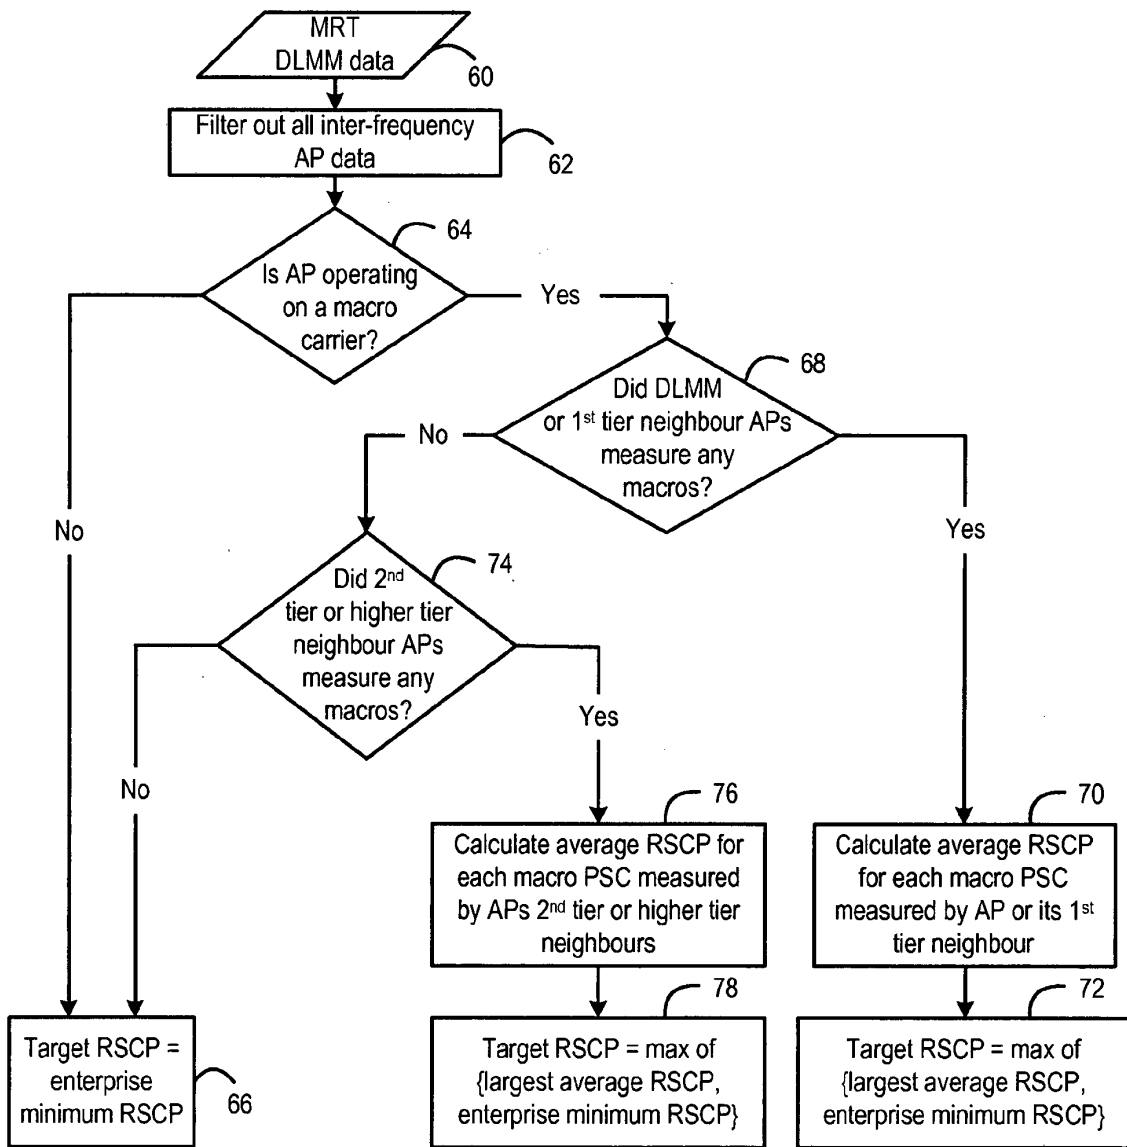 MRT
DLMM data
60
Filter out all inter-frequency
AP data
62
64
Is AP operating
on a macro
carrier?
Yes
68
Did DLMM
or 1st tier neighbour APs
measure any
macros?
No
No
Yes
74
Did 2nd
tier or higher tier
neighbour APs
measure any
macros?
Yes
No
76
Calculate average RSCP for
each macro PSC measured
by APs 2nd tier or higher tier
neighbours
70
Calculate average RSCP
for each macro PSC
measured by AP or its 1st
tier neighbour
Target RSCP =
enterprise
minimum RSCP
66
78
Target RSCP = max of
{largest average RSCP,
enterprise minimum RSCP}
72
Target RSCP = max of
{largest average RSCP,
enterprise minimum RSCP}